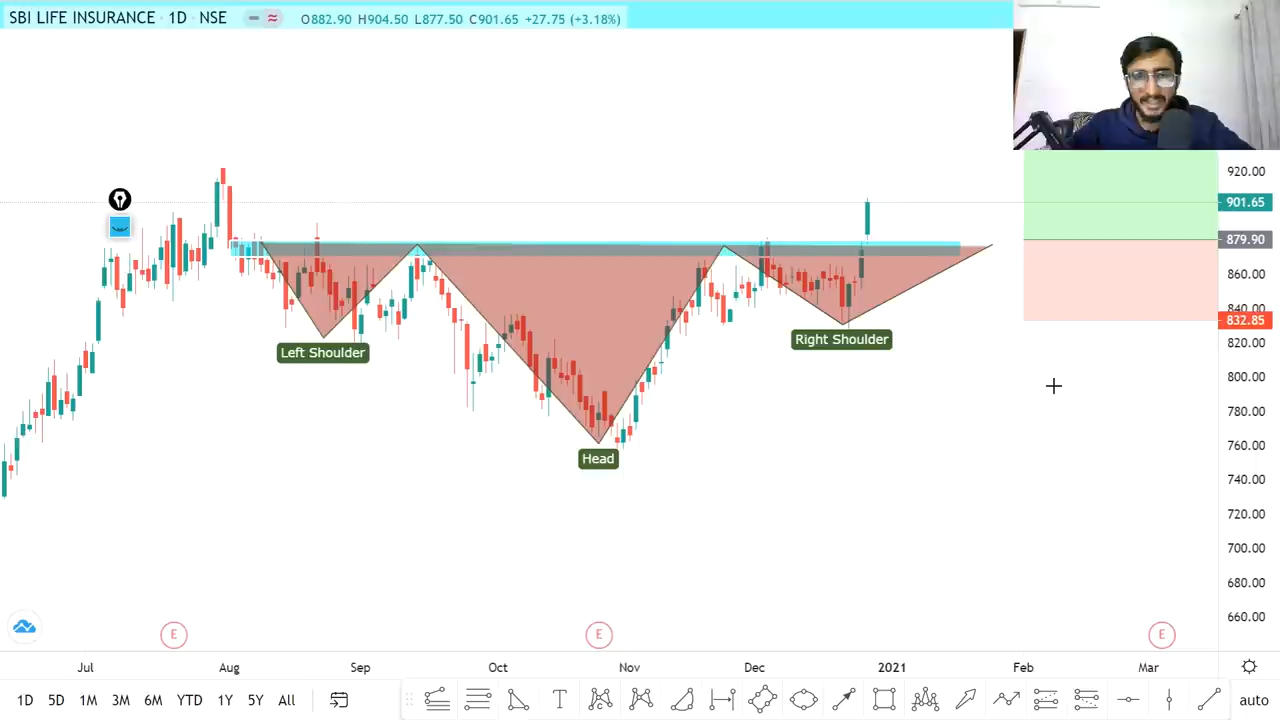 SBI LIFE INSURANCE · 1D · NSE O882.90 H904.50 L877.50 C901.65 +27.75 (+3.18%)
920.00
901.65
879.90
860.00
840.00
832.85
820.00
800.00
780.00
760.00
740.00
720.00
700.00
680.00
660.00
Left Shoulder
Right Shoulder
Head
E E E
Jul Aug Sep Oct Nov Dec 2021 Feb Mar
1D 5D 1M 3M 6M YTD 1Y 5Y All T auto